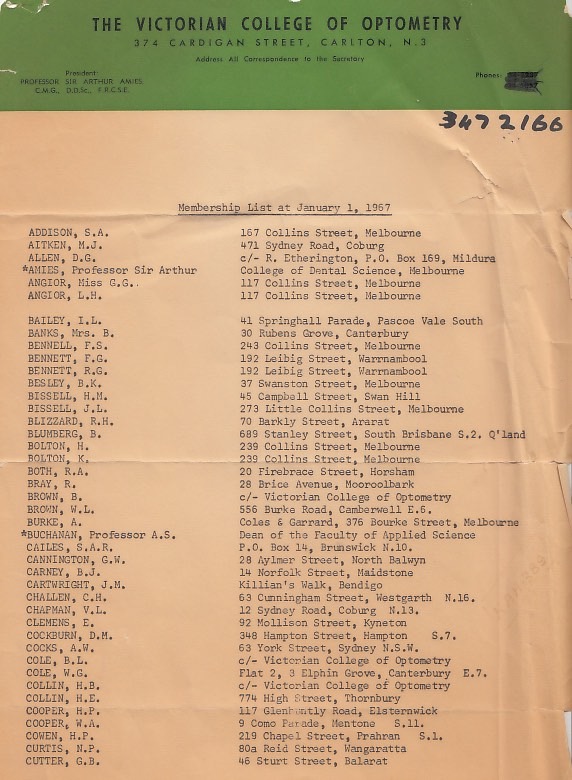 THE VICTORIAN COLLEGE OF OPTOMETRY
374 CARDIGAN STREET, CARLTON, N.3
Address All Correspondence to the Secretary
President:
PROFESSOR SIR ARTHUR AMIES
C.M.G., D.D.Sc., F.R.C.S.E.
Phones:
347 2166
Membership List at January 1, 1967
ADDISON, S.A. 167 Collins Street, Melbourne
AITKEN, M.J. 471 Sydney Road, Coburg
ALLEN, D.G. c/- R. Etherington, P.O. Box 169, Mildura
*AMIES, Professor Sir Arthur College of Dental Science, Melbourne
ANGIOR, Miss G.G. 117 Collins Street, Melbourne
ANGIOR, L.H. 117 Collins Street, Melbourne
BAILEY, I.L. 41 Springhall Parade, Pascoe Vale South
BANKS, Mrs. B. 30 Rubens Grove, Canterbury
BENNELL, F.S. 243 Collins Street, Melbourne
BENNETT, F.G. 192 Leibig Street, Warrnambool
BENNETT, R.G. 192 Leibig Street, Warrnambool
BESLEY, B.K. 37 Swanston Street, Melbourne
BISSELL, H.M. 45 Campbell Street, Swan Hill
BISSELL, J.L. 273 Little Collins Street, Melbourne
BLIZZARD, R.H. 70 Barkly Street, Ararat
BLUMBERG, B. 689 Stanley Street, South Brisbane S.2. Q'land
BOLTON, H. 239 Collins Street, Melbourne
BOLTON, K. 239 Collins Street, Melbourne
BOTH, R.A. 20 Firebrace Street, Horsham
BRAY, R. 28 Brice Avenue, Mooroolbark
BROWN, B. c/- Victorian College of Optometry
BROWN, W.L. 556 Burke Road, Camberwell E.6.
BURKE, A. Coles & Garrard, 376 Bourke Street, Melbourne
*BUCHANAN, Professor A.S. Dean of the Faculty of Applied Science
CAILES, S.A.R. P.O. Box 14, Brunswick N.10.
CANNINGTON, G.W. 28 Aylmer Street, North Balwyn
CARNEY, B.J. 14 Norfolk Street, Maidstone
CARTWRIGHT, J.M. Killian's Walk, Bendigo
CHALLEN, C.H. 63 Cunningham Street, Westgarth N.16.
CHAPMAN, V.L. 12 Sydney Road, Coburg N.13.
CLEMENS, E. 92 Mollison Street, Kyneton
COCKBURN, D.M. 348 Hampton Street, Hampton S.7.
COCKS, A.W. 63 York Street, Sydney N.S.W.
COLE, B.L. c/- Victorian College of Optometry
COLE, W.G. Flat 2, 3 Elphin Grove, Canterbury E.7.
COLLIN, H.B. c/- Victorian College of Optometry
COLLIN, H.E. 774 High Street, Thornbury
COOPER, H.P. 117 Glenhuntly Road, Elsternwick
COOPER, W.A. 9 Como Parade, Mentone S.11.
COWEN, H.P. 219 Chapel Street, Prahran S.1.
CURTIS, N.P. 80a Reid Street, Wangaratta
CUTTER, G.B. 46 Sturt Street, Balarat